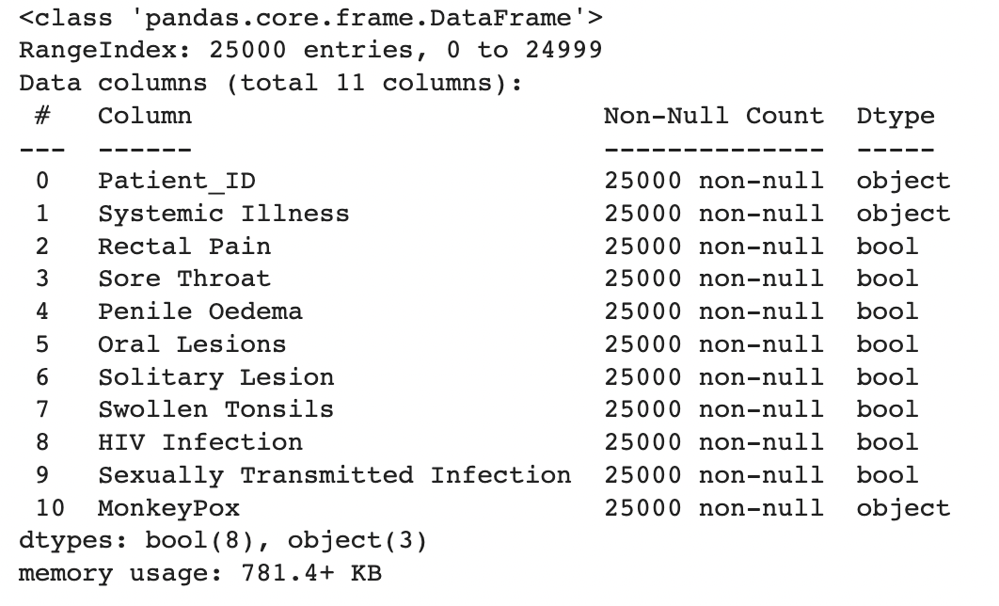 <class 'pandas.core.frame.DataFrame'>
RangeIndex: 25000 entries, 0 to 24999
Data columns (total 11 columns):
 #   Column                          Non-Null Count  Dtype
---  ------                          --------------  -----
 0   Patient_ID                      25000 non-null  object
 1   Systemic Illness                25000 non-null  object
 2   Rectal Pain                     25000 non-null  bool
 3   Sore Throat                     25000 non-null  bool
 4   Penile Oedema                   25000 non-null  bool
 5   Oral Lesions                    25000 non-null  bool
 6   Solitary Lesion                 25000 non-null  bool
 7   Swollen Tonsils                 25000 non-null  bool
 8   HIV Infection                   25000 non-null  bool
 9   Sexually Transmitted Infection  25000 non-null  bool
 10  MonkeyPox                       25000 non-null  object
dtypes: bool(8), object(3)
memory usage: 781.4+ KB